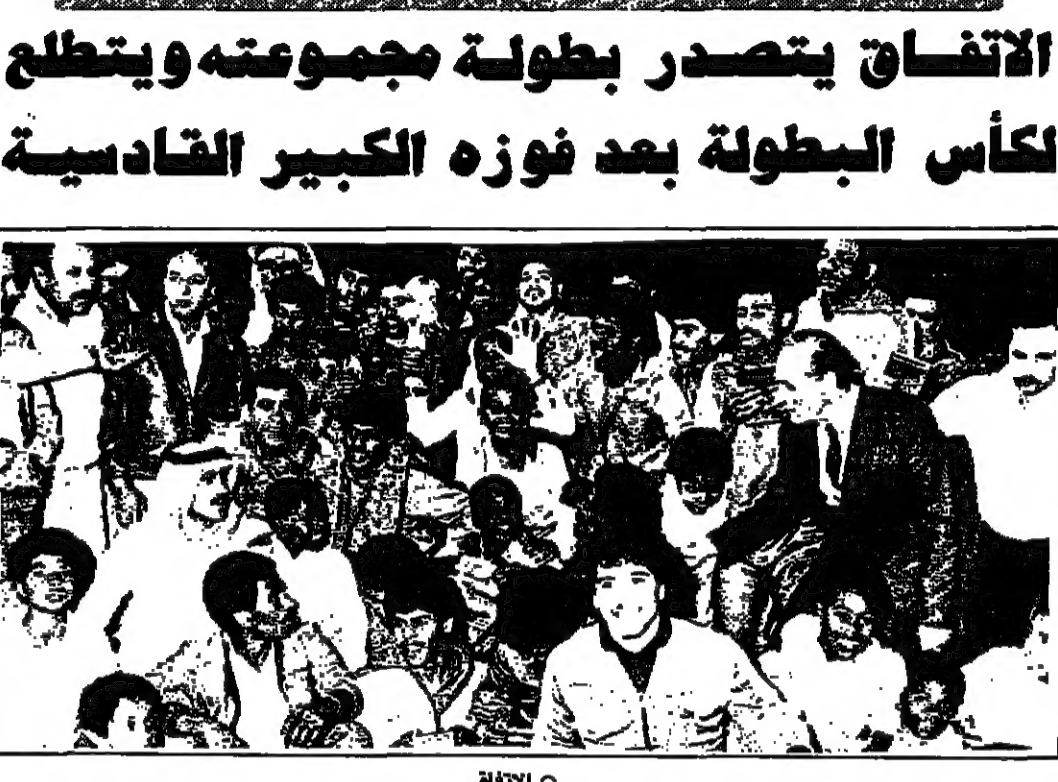 الاتفاق يتصدر بطولة مجموعته ويتطلع
لكأس البطولة بعد فوزه الكبير القادسية